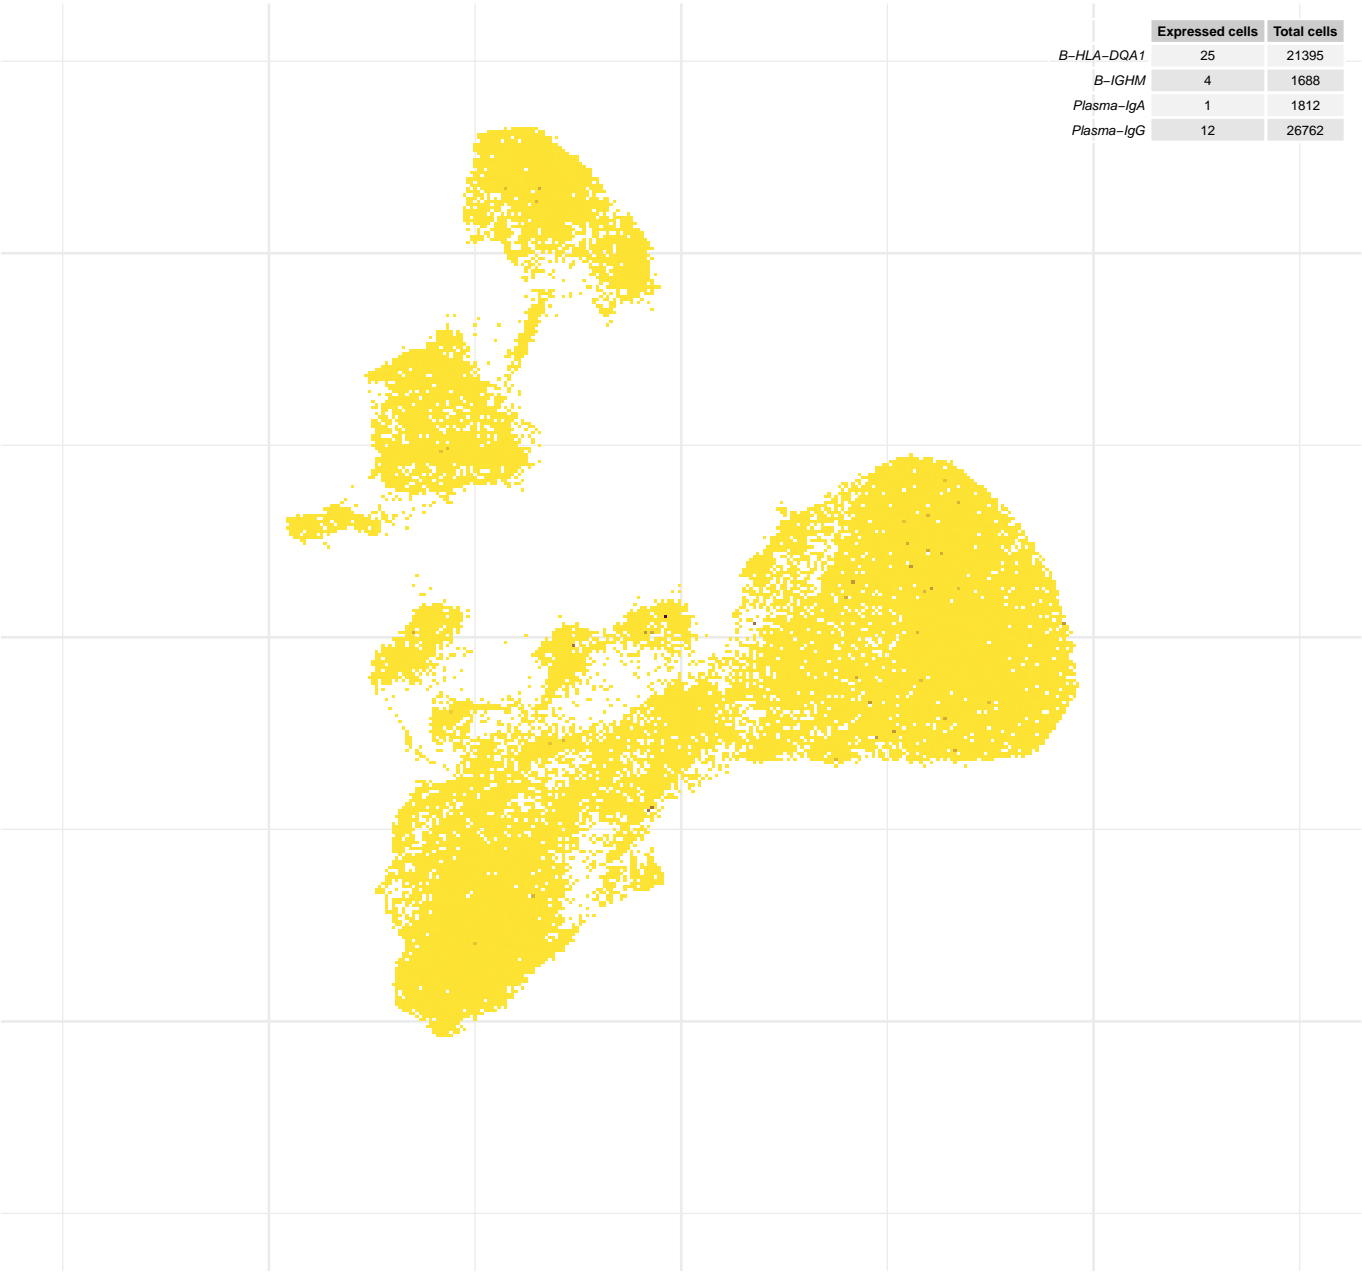 Expressed cells Total cells
B−HLA−DQA1 25 21395
B−IGHM 4 1688
Plasma−IgA 1 1812
Plasma−IgG 12 26762